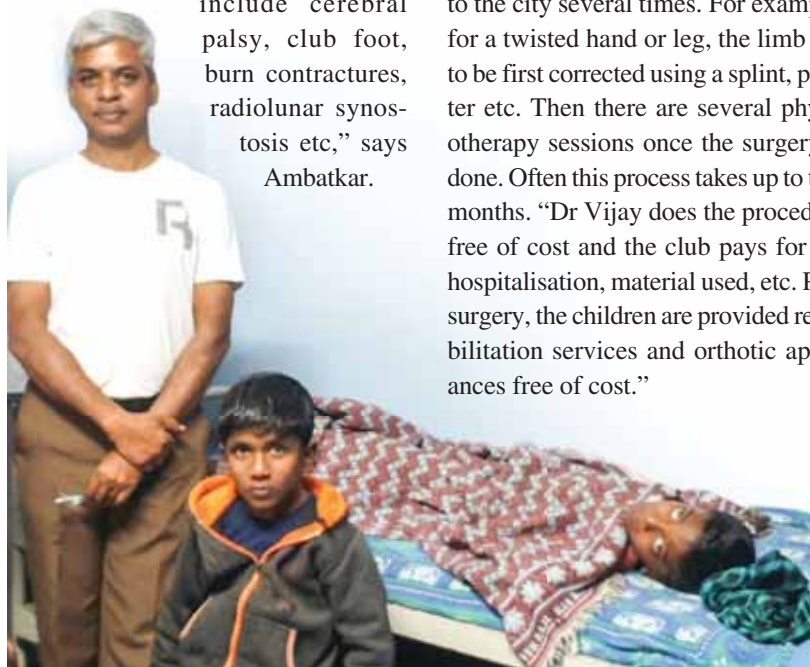 include cerebral
palsy, club foot,
burn contractures,
radiolunar synos-
tosis etc,” says
Ambatkar.
to the city several times. For examp
for a twisted hand or leg, the limb
to be first corrected using a splint, p
ter etc. Then there are several phy
otherapy sessions once the surgery
done. Often this process takes up to t
months. “Dr Vijay does the proced
free of cost and the club pays for
hospitalisation, material used, etc. P
surgery, the children are provided re
bilitation services and orthotic ap
ances free of cost.”